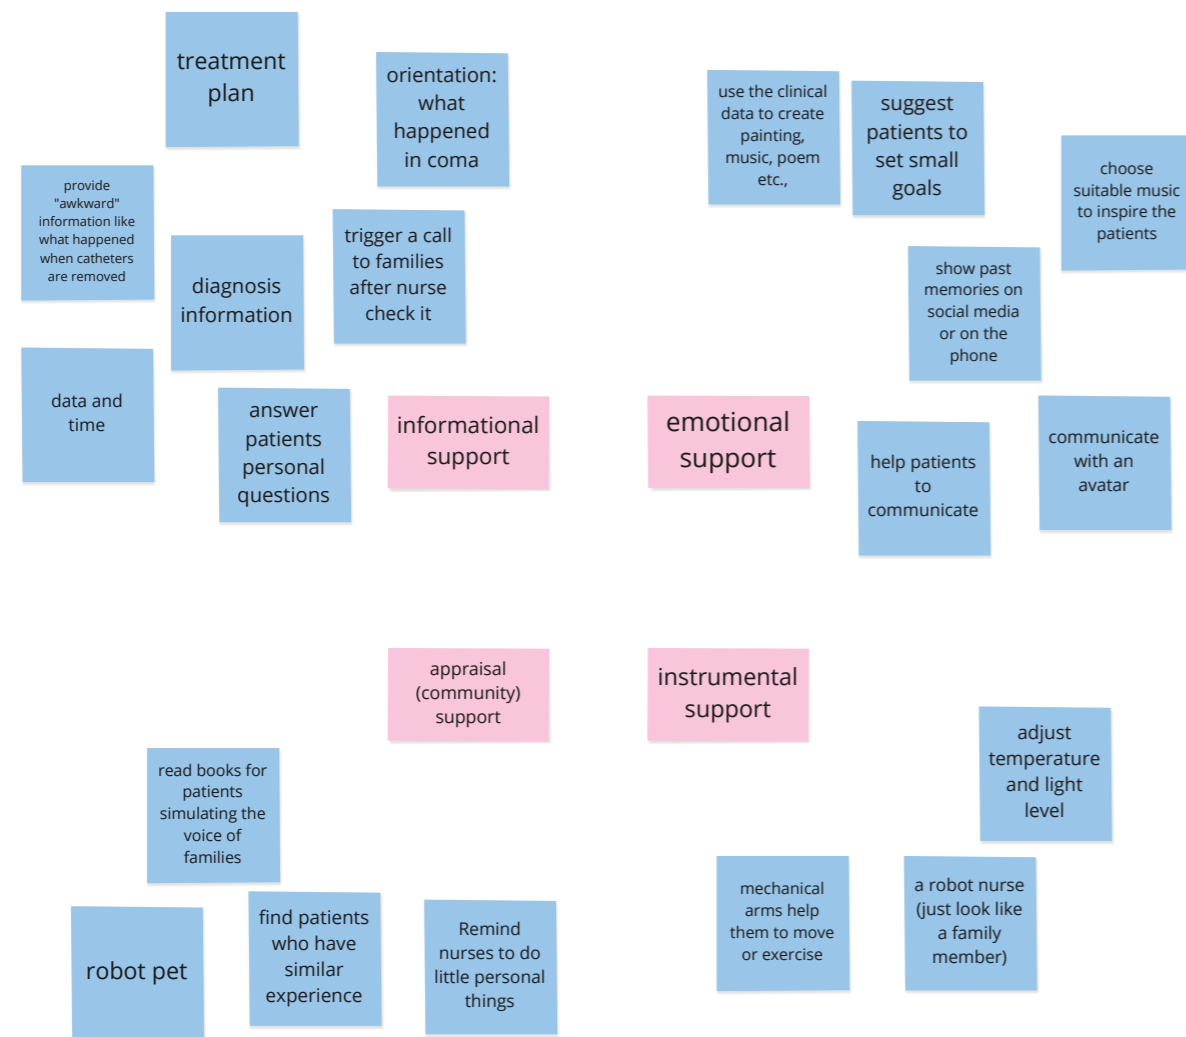 treatment
plan
orientation:
what
happened
in coma
provide
"awkward"
information like
what happened
when catheters
are removed
diagnosis
information
trigger a call
to families
after nurse
check it
data and
time
answer
patients
personal
questions
informational
support
use the clinical
data to create
painting,
music, poem
etc.,
suggest
patients to
set small
goals
choose
suitable music
to inspire the
patients
show past
memories on
social media
or on the
phone
emotional
support
help patients
to
communicate
communicate
with an
avatar
appraisal
(community)
support
read books for
patients
simulating the
voice of
families
robot pet
find patients
who have
similar
experience
Remind
nurses to do
little personal
things
instrumental
support
adjust
temperature
and light
level
mechanical
arms help
them to move
or exercise
a robot nurse
(just look like
a family
member)